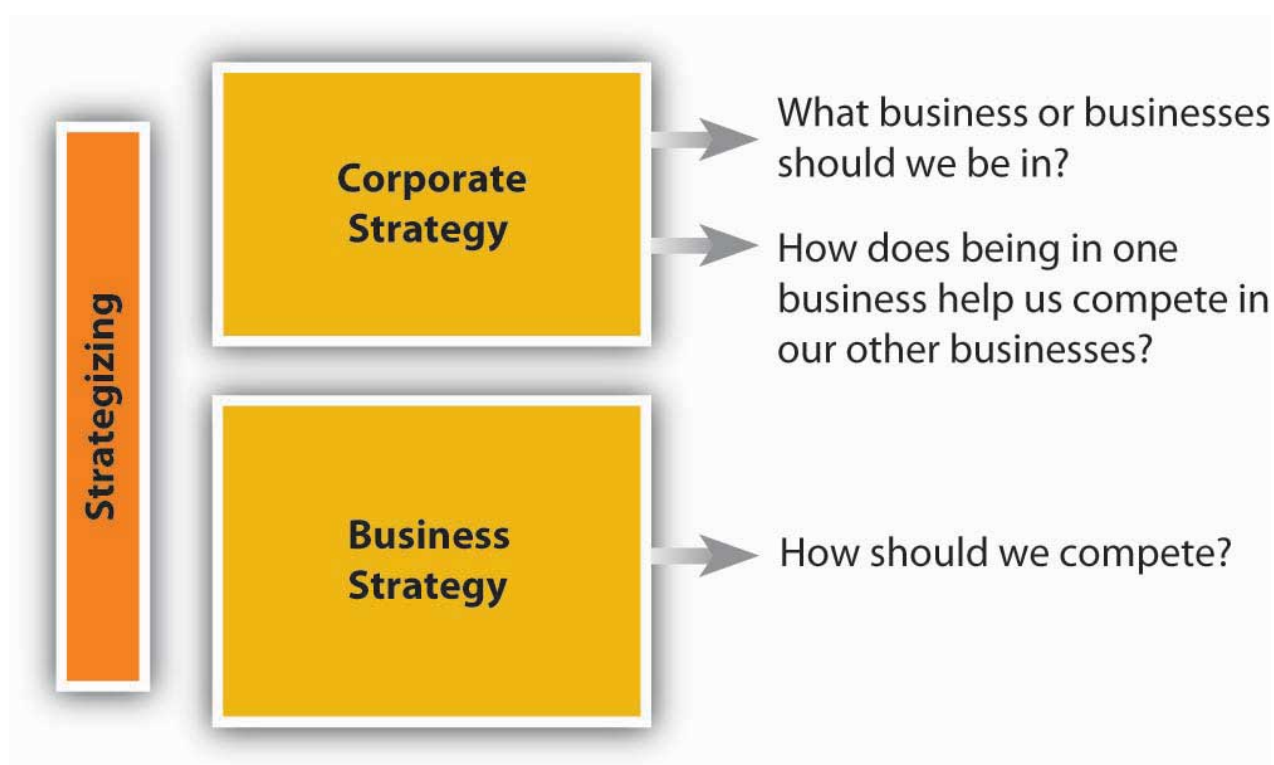 Strategizing
Corporate
Strategy
What business or businesses
should we be in?
How does being in one
business help us compete in
our other businesses?
Business
Strategy
How should we compete?